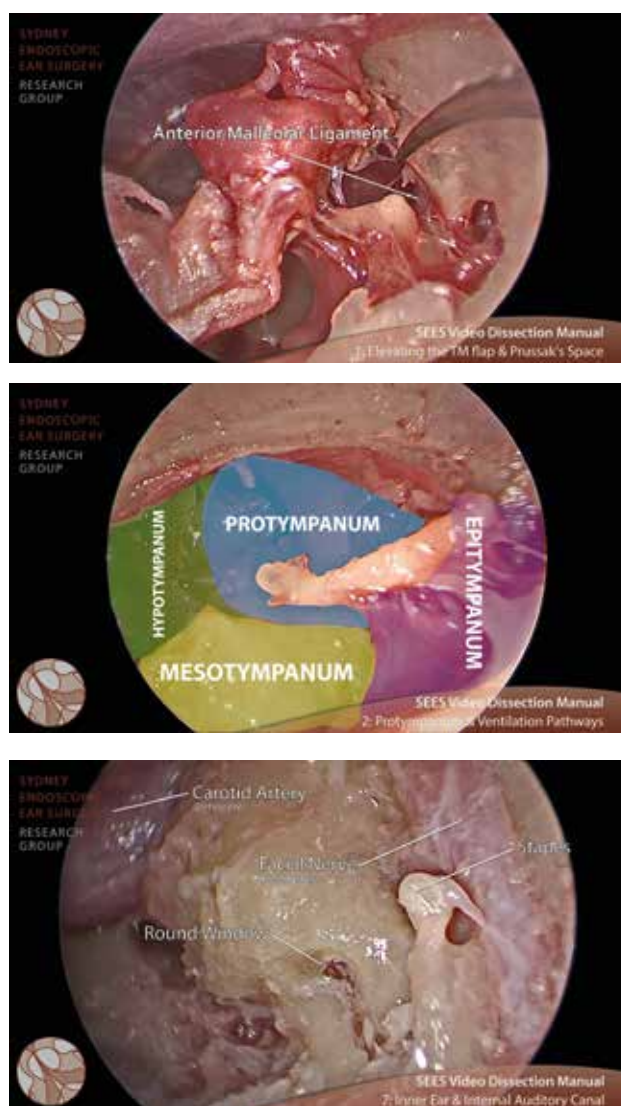 SYDNEY
ENDOSCOPIC
EAR SURGERY
RESEARCH
GROUP
Anterior Malleolar Ligament
SEES Video Dissection Manual
1: Elevating the TM flap & Prussak's Space
SYDNEY
ENDOSCOPIC
EAR SURGERY
RESEARCH
GROUP
PROTYMPANUM
HYPOTYMPANUM
EPITYMPANUM
MESOTYMPANUM
SEES Video Dissection Manual
2: Protympanum & Ventilation Pathways
SYDNEY
ENDOSCOPIC
EAR SURGERY
RESEARCH
GROUP
Carotid Artery
Facial Nerve
Stapes
Round Window
SEES Video Dissection Manual
7: Inner Ear & Internal Auditory Canal